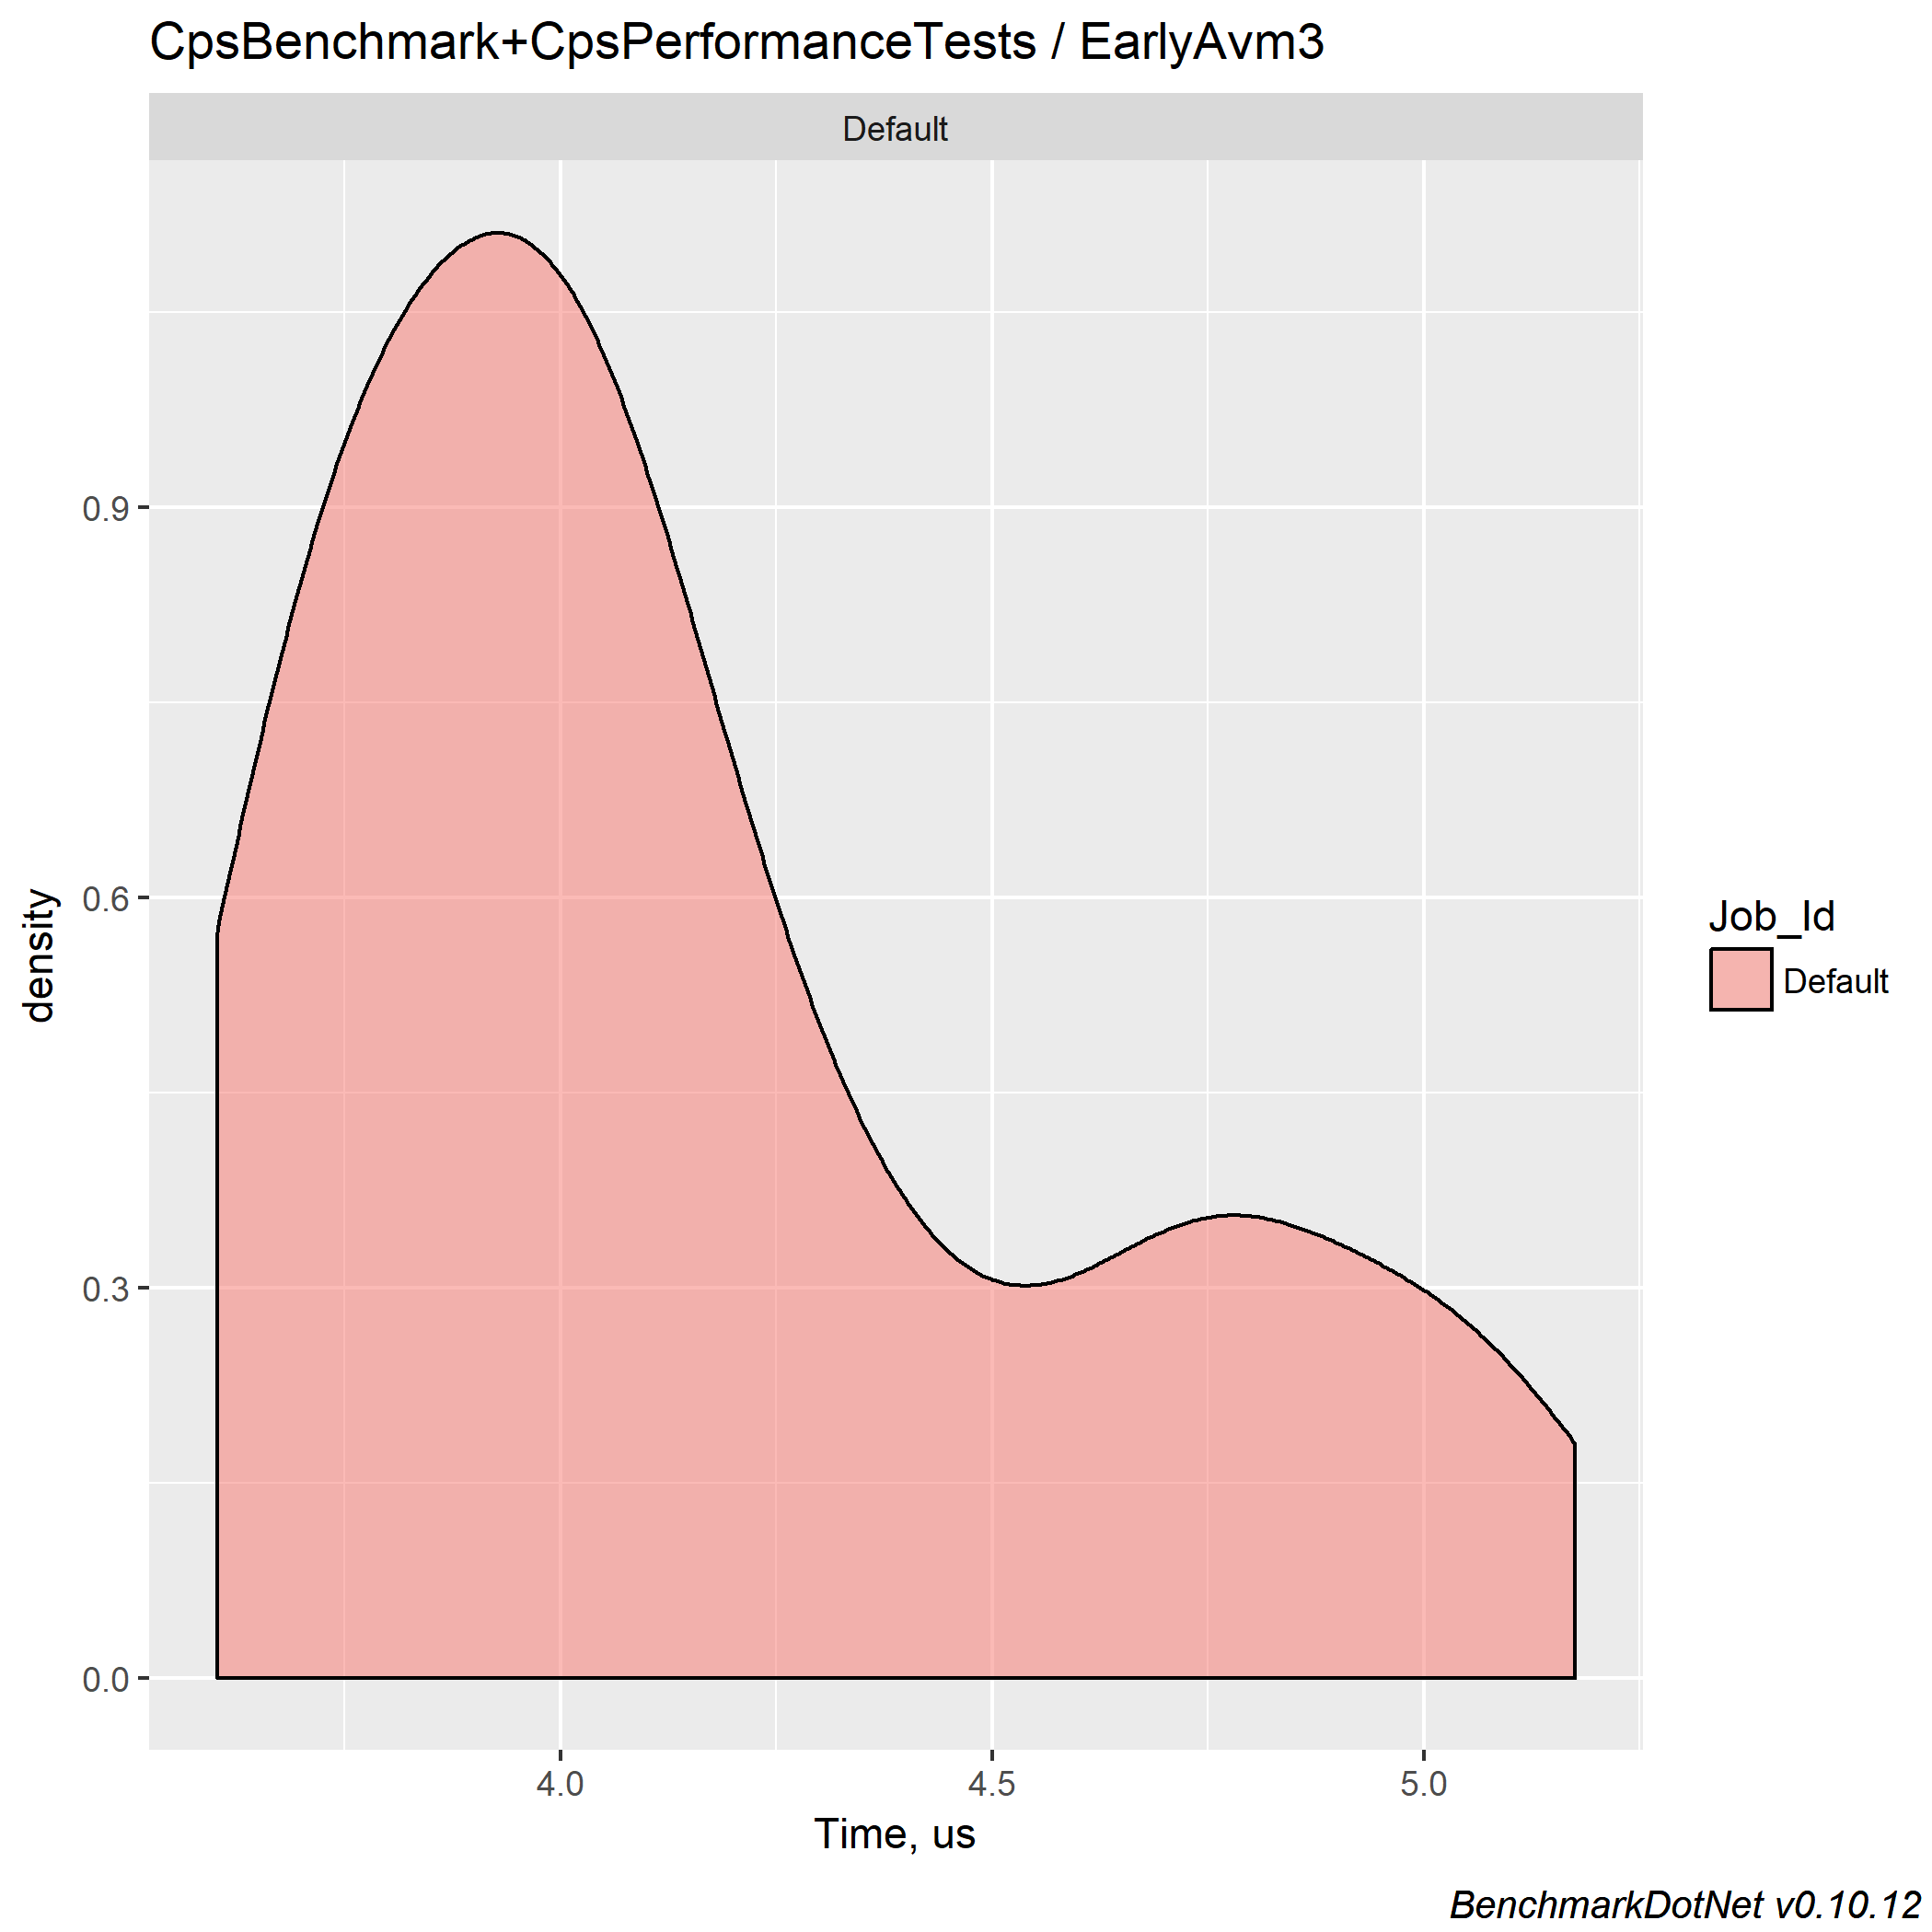 CpsBenchmark+CpsPerformanceTests / EarlyAvm3
Default
0.9
0.6
0.3
0.0
density
4.0 4.5 5.0
Time, us
Job_Id
Default
BenchmarkDotNet v0.10.12